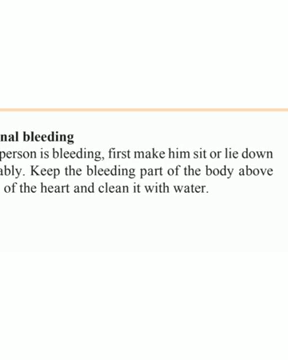 nal bleeding
person is bleeding, first make him sit or lie down
ably. Keep the bleeding part of the body above
of the heart and clean it with water.